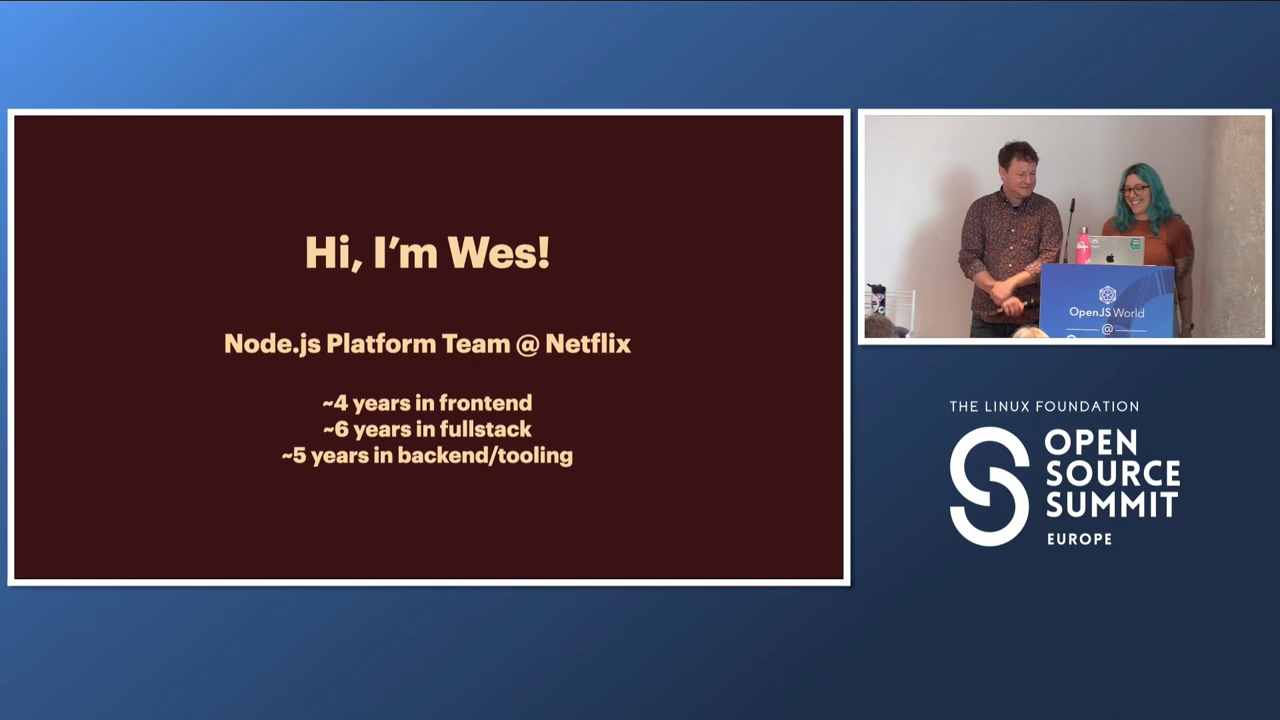 Hi, I'm Wes!
Node.js Platform Team @ Netflix
~4 years in frontend
~6 years in fullstack
~5 years in backend/tooling
OpenJS World
@
THE LINUX FOUNDATION
OPEN
SOURCE
SUMMIT
EUROPE